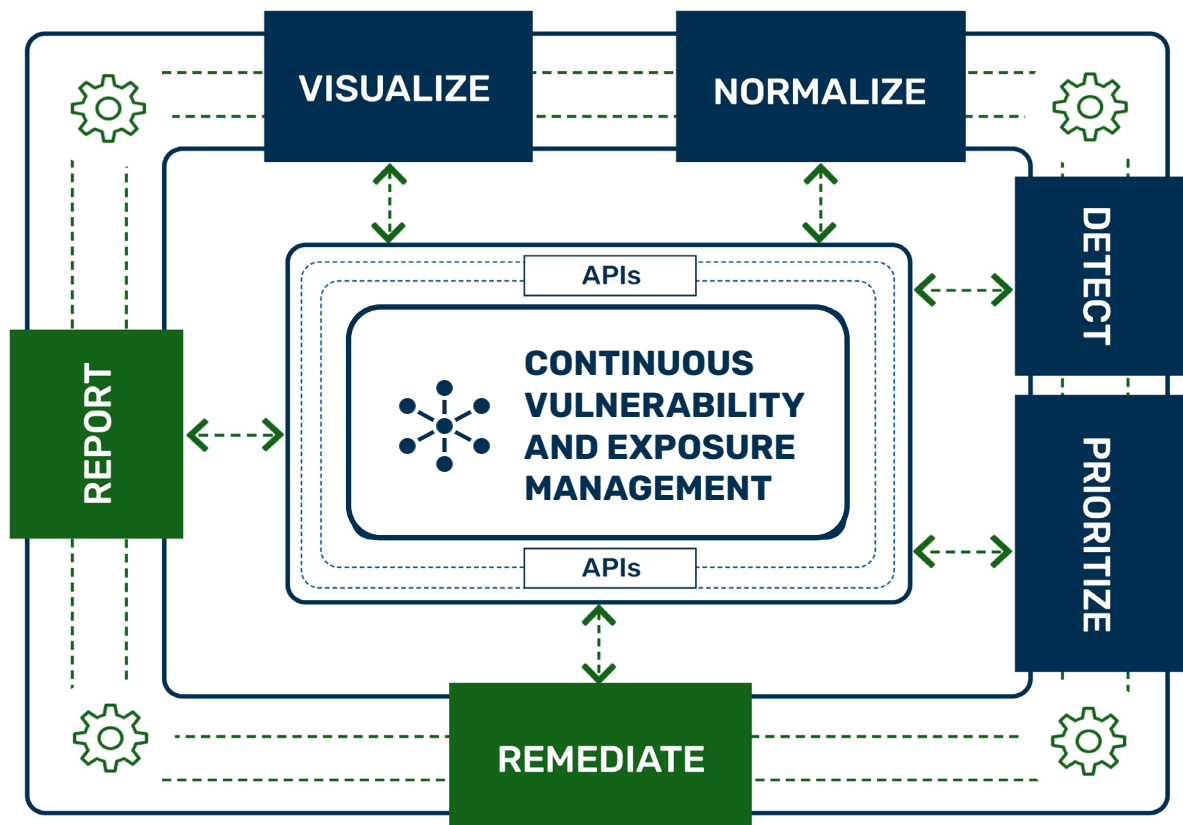 VISUALIZE
NORMALIZE
DETECT
APIs
CONTINUOUS
VULNERABILITY
AND EXPOSURE
MANAGEMENT
REPORT
PRIORITIZE
APIs
REMEDIATE